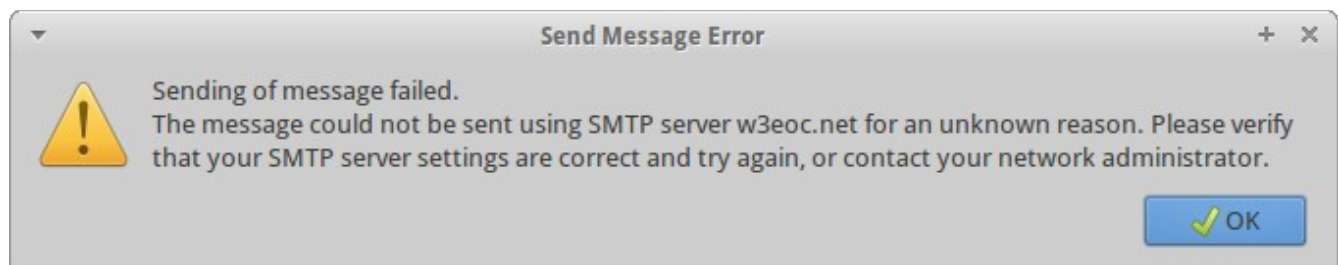 Send Message Error
Sending of message failed.
The message could not be sent using SMTP server w3eoc.net for an unknown reason. Please verify
that your SMTP server settings are correct and try again, or contact your network administrator.
OK